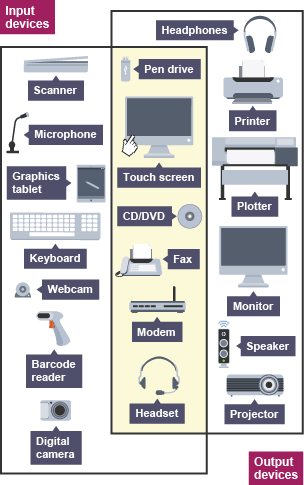 Input
devices
Scanner
Microphone
Graphics
tablet
Keyboard
Webcam
Barcode
reader
Digital
camera
Pen drive
Touch screen
CD/DVD
Fax
Modem
Headset
Headphones
Printer
Plotter
Monitor
Speaker
Projector
Output
devices